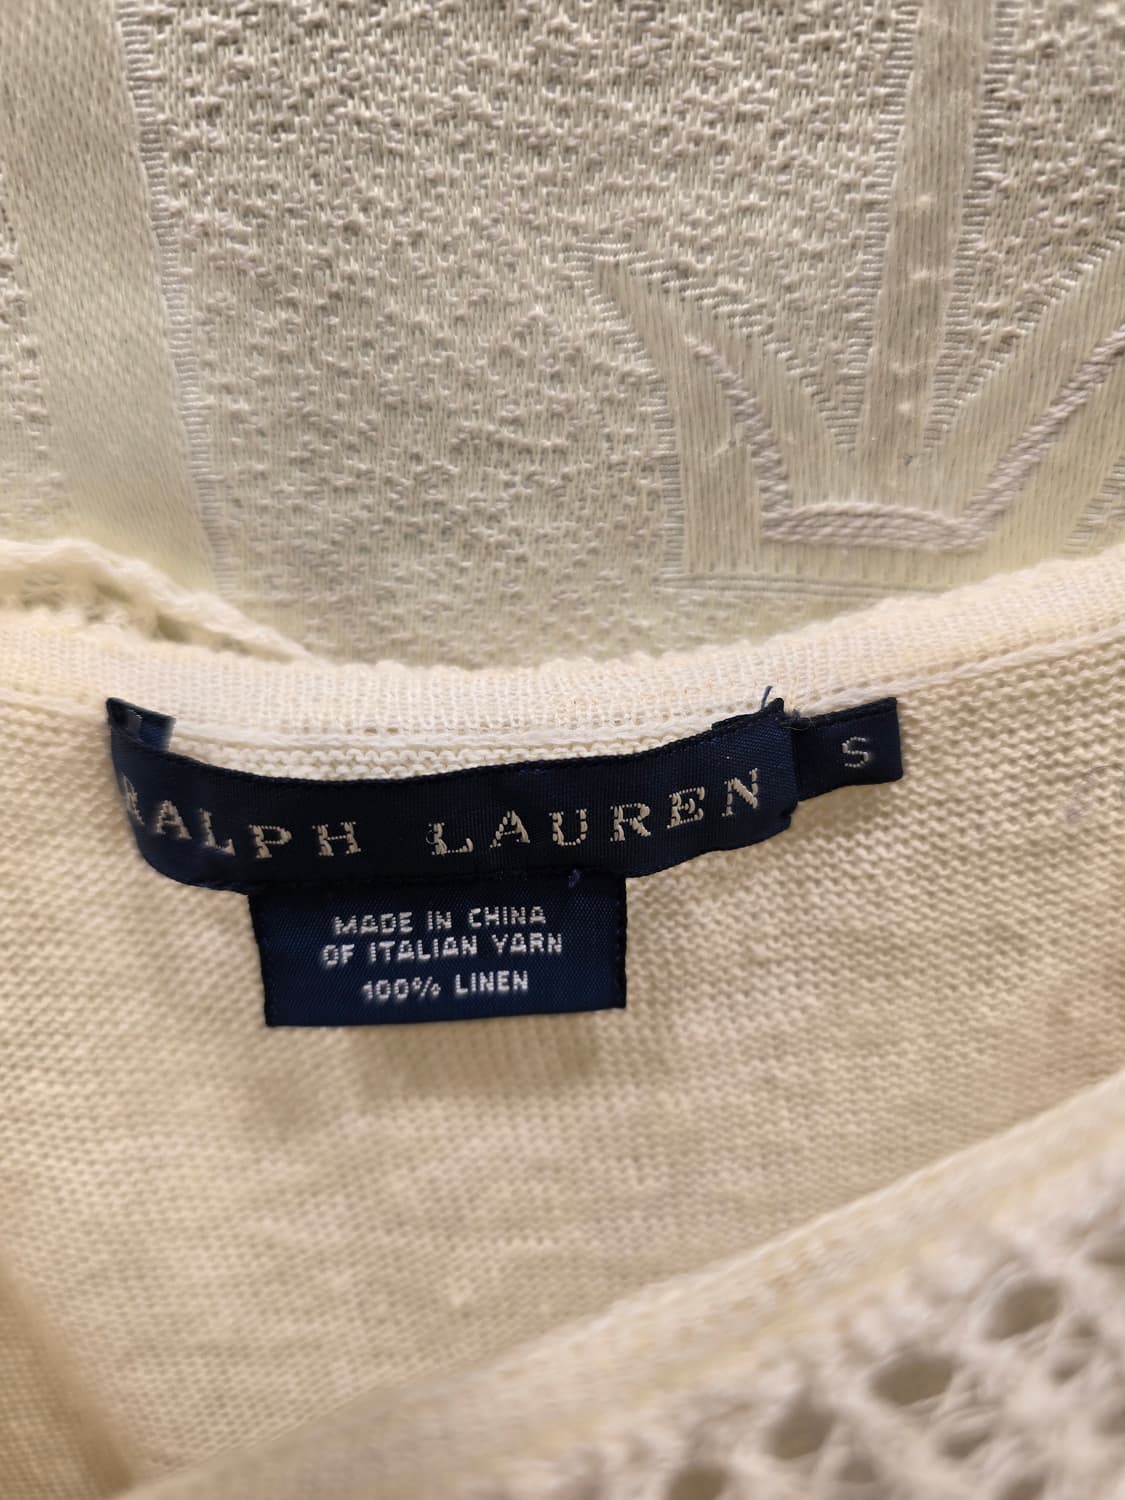 RALPH LAUREN
S
MADE IN CHINA
OF ITALIAN YARN
100% LINEN